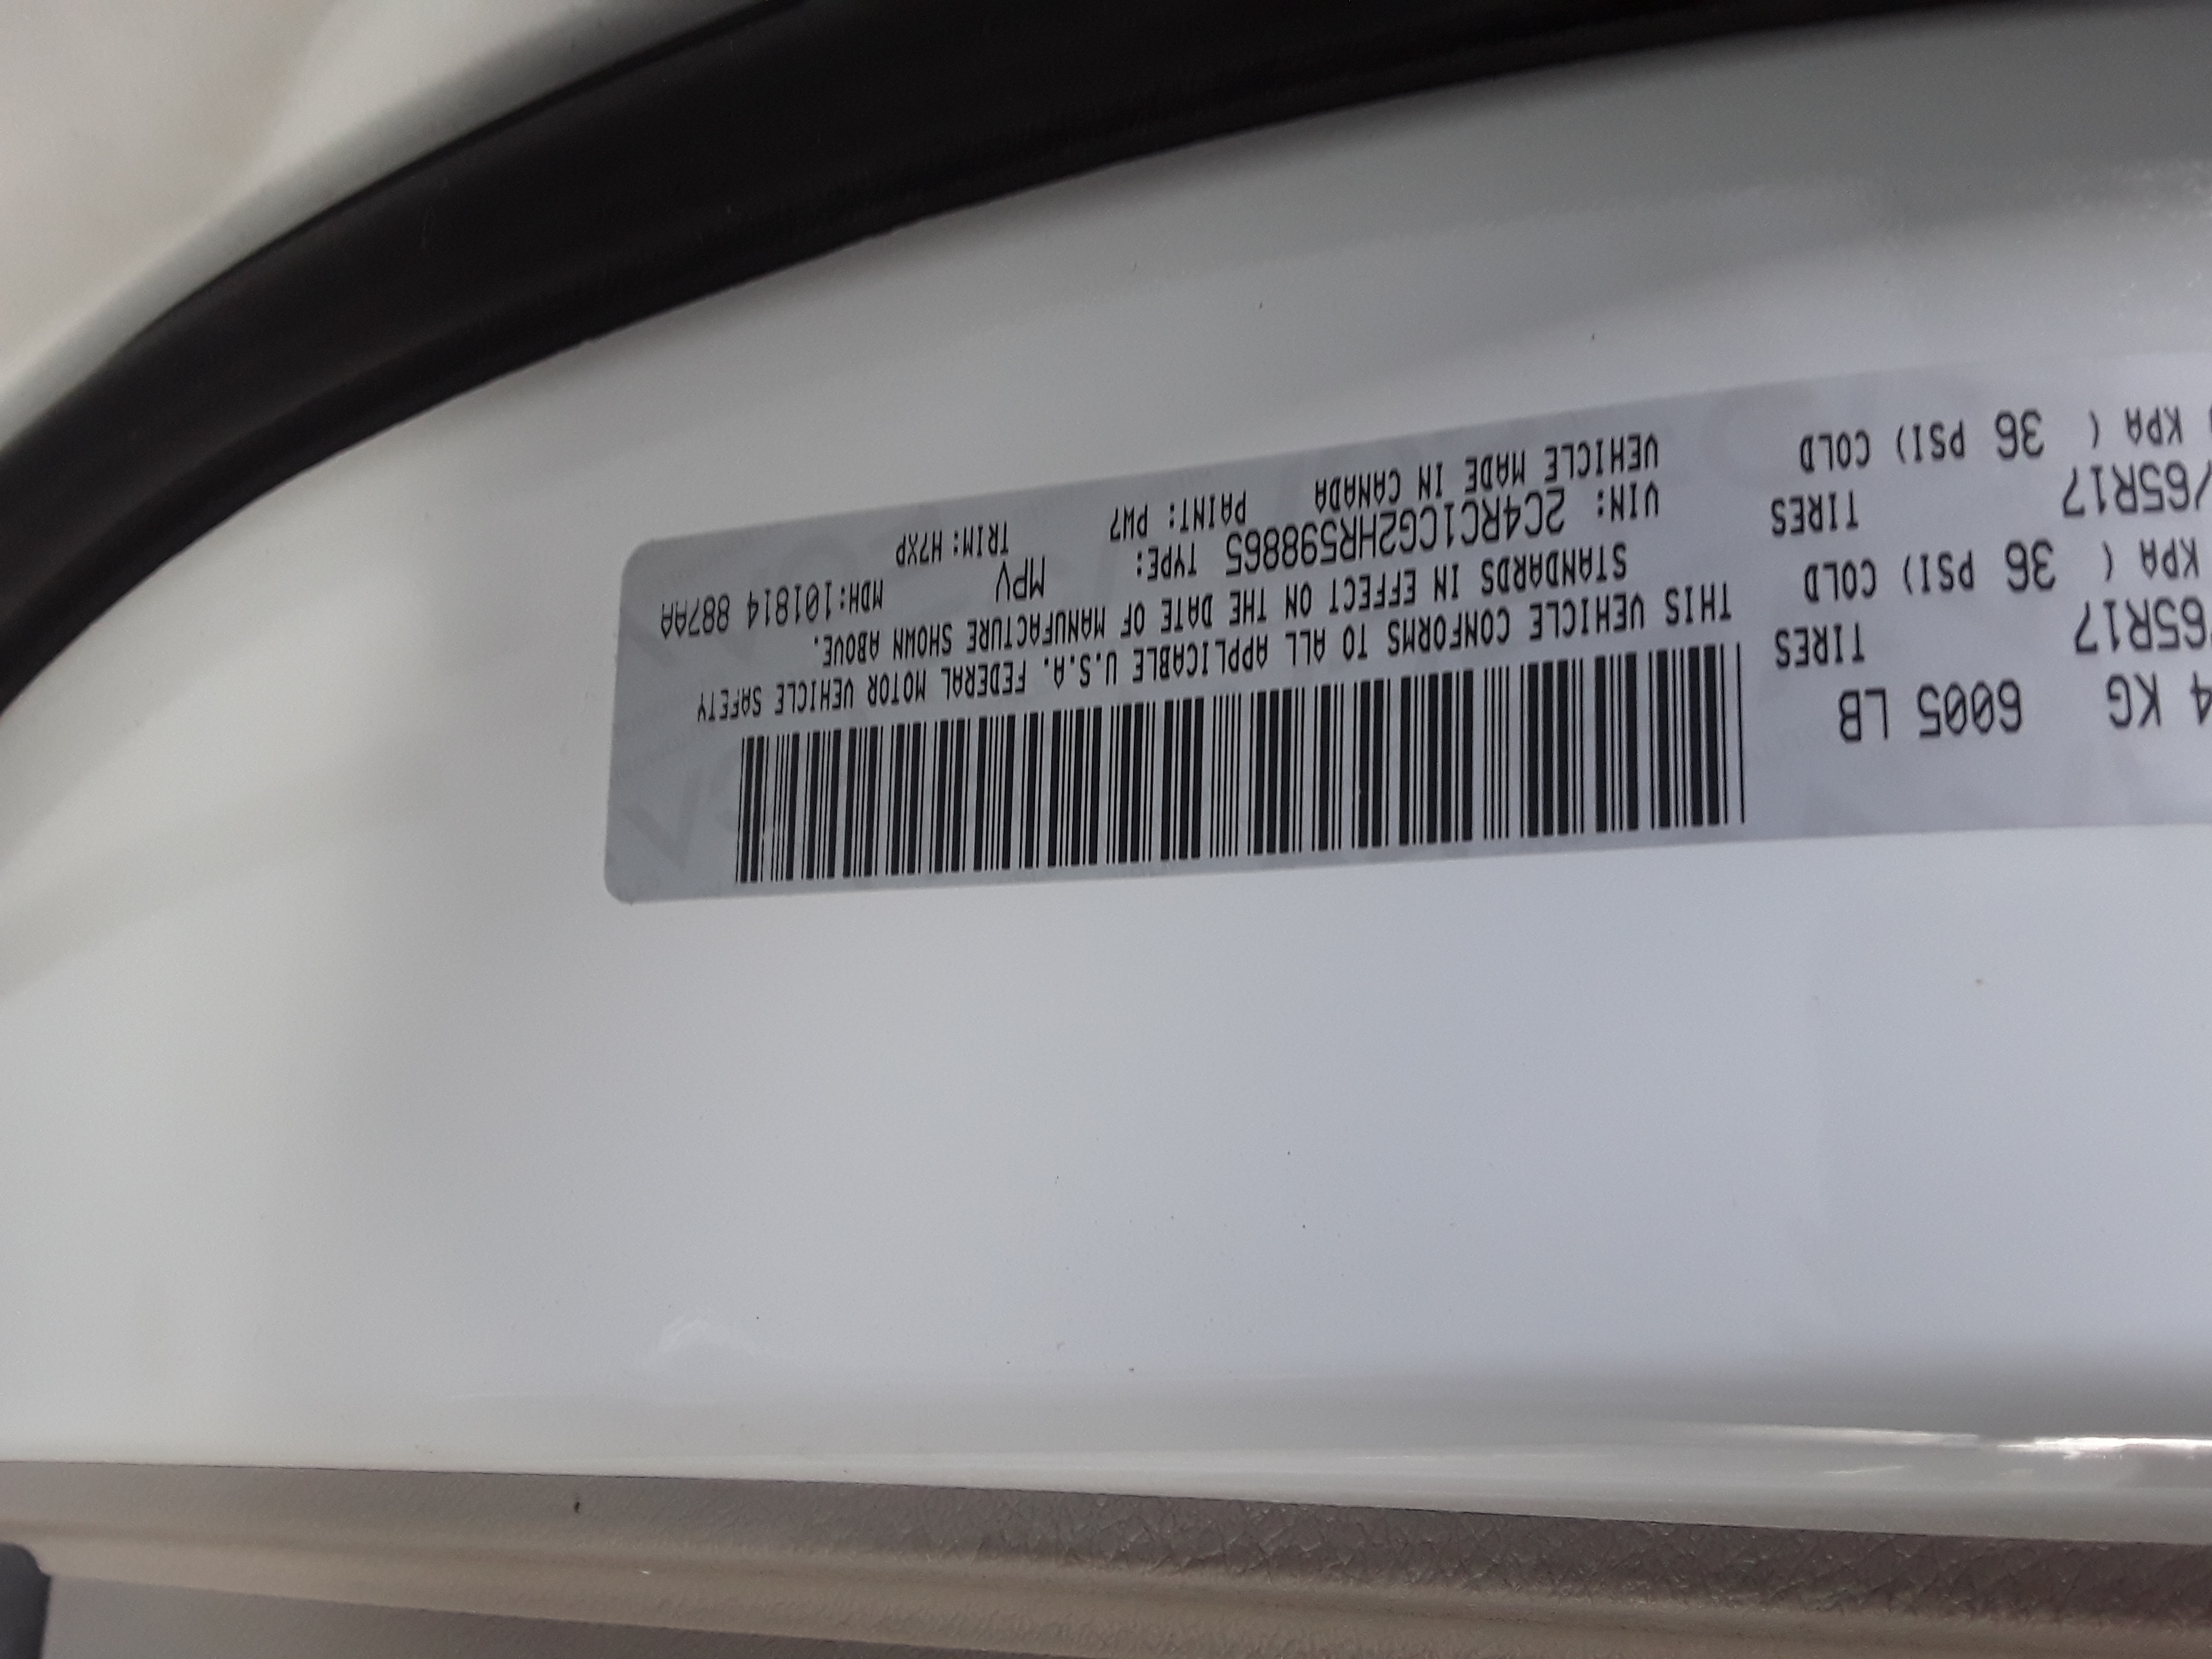 4 KG 6005 LB
65R17 TIRES
KPA ( 36 PSI) COLD
/65R17 TIRES
KPA ( 36 PSI) COLD
THIS VEHICLE CONFORMS TO ALL APPLICABLE U.S.A. FEDERAL MOTOR VEHICLE SAFETY
STANDARDS IN EFFECT ON THE DATE OF MANUFACTURE SHOWN ABOVE.
VIN: 2C4RC1CG2HR598865 TYPE: MPV MDH:101814 887AA
VEHICLE MADE IN CANADA PAINT: PW7 TRIM: H7XP